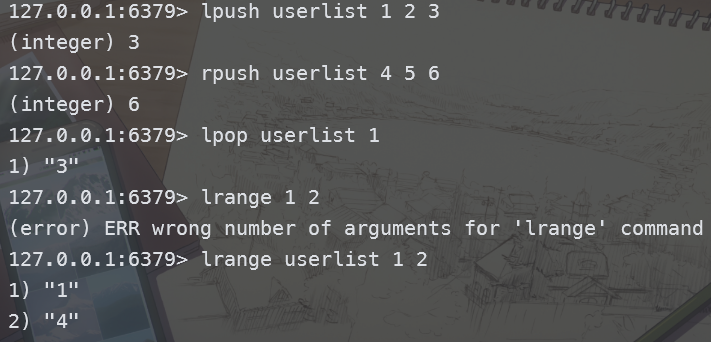 127.0.0.1:6379> lpush userlist 1 2 3
(integer) 3
127.0.0.1:6379> rpush userlist 4 5 6
(integer) 6
127.0.0.1:6379> lpop userlist 1
1) "3"
127.0.0.1:6379> lrange 1 2
(error) ERR wrong number of arguments for 'lrange' command
127.0.0.1:6379> lrange userlist 1 2
1) "1"
2) "4"